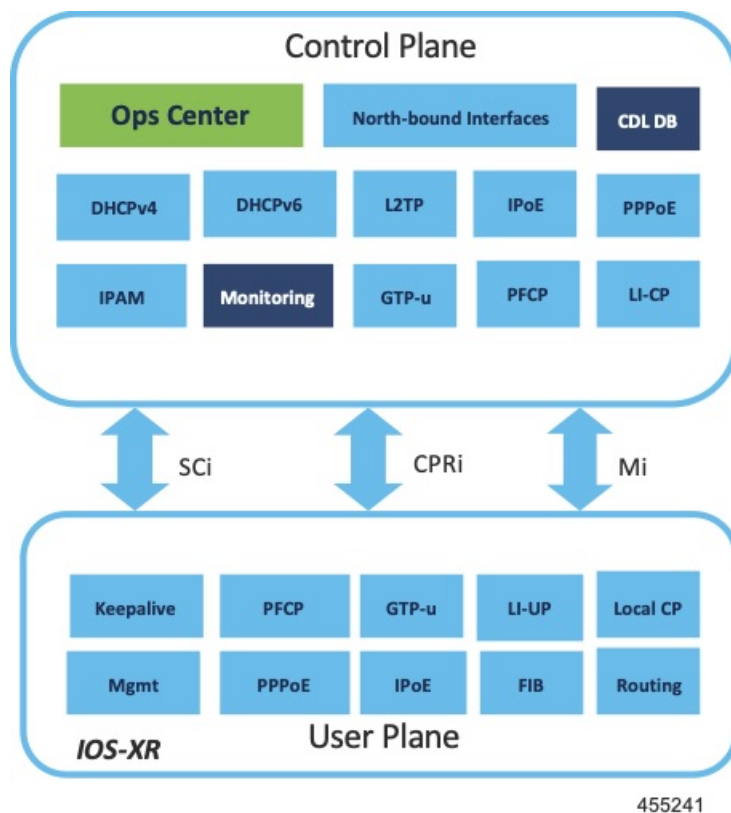 Control Plane
Ops Center
North-bound Interfaces
CDL DB
DHCPv4
DHCPv6
L2TP
IPoE
PPPoE
IPAM
Monitoring
GTP-u
PFCP
LI-CP
SCi
CPRi
Mi
Keepalive
PFCP
GTP-u
LI-UP
Local CP
Mgmt
PPPoE
IPoE
FIB
Routing
IOS-XR
User Plane
455241